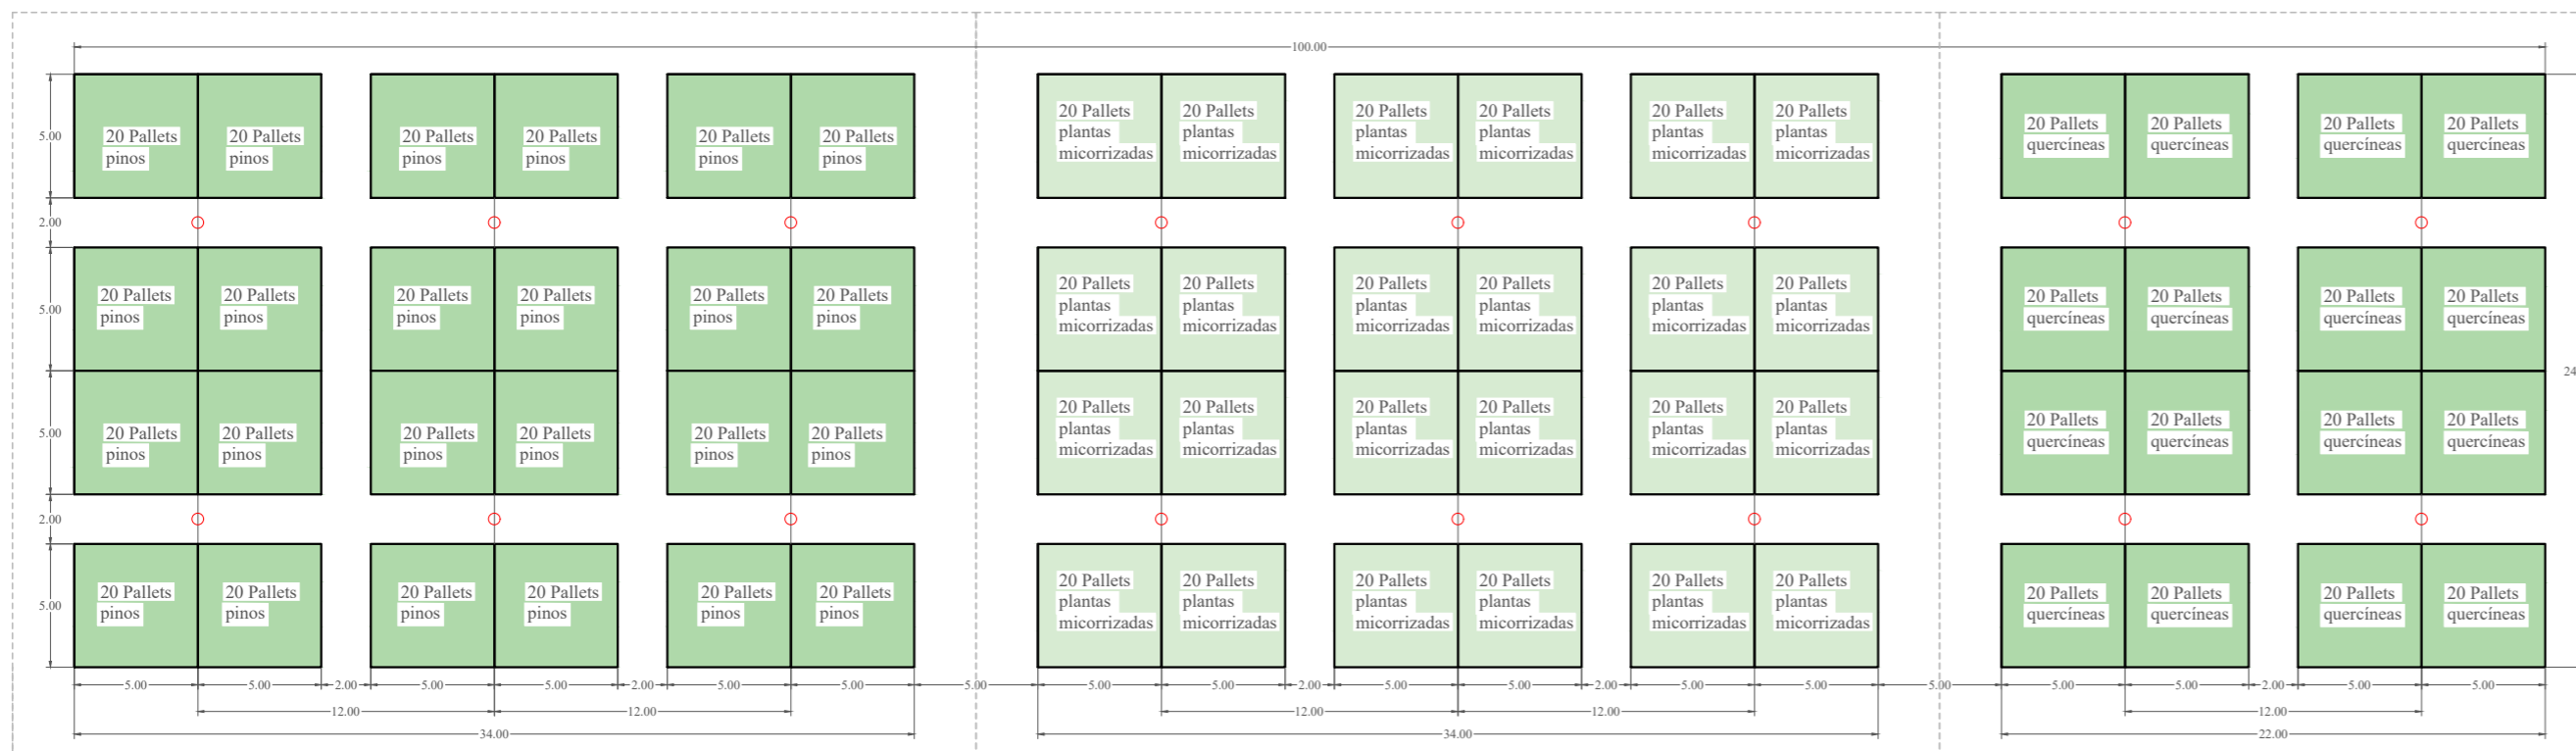 100.00
5.00
20 Pallets
pinos
20 Pallets
pinos
20 Pallets
pinos
20 Pallets
pinos
20 Pallets
pinos
20 Pallets
pinos
20 Pallets
plantas
micorrizadas
20 Pallets
plantas
micorrizadas
20 Pallets
plantas
micorrizadas
20 Pallets
plantas
micorrizadas
20 Pallets
plantas
micorrizadas
20 Pallets
plantas
micorrizadas
20 Pallets
quercíneas
20 Pallets
quercíneas
20 Pallets
quercíneas
20 Pallets
quercíneas
2.00
5.00
20 Pallets
pinos
20 Pallets
pinos
20 Pallets
pinos
20 Pallets
pinos
20 Pallets
pinos
20 Pallets
pinos
20 Pallets
plantas
micorrizadas
20 Pallets
plantas
micorrizadas
20 Pallets
plantas
micorrizadas
20 Pallets
plantas
micorrizadas
20 Pallets
plantas
micorrizadas
20 Pallets
plantas
micorrizadas
20 Pallets
quercíneas
20 Pallets
quercíneas
20 Pallets
quercíneas
20 Pallets
quercíneas
24
5.00
20 Pallets
pinos
20 Pallets
pinos
20 Pallets
pinos
20 Pallets
pinos
20 Pallets
pinos
20 Pallets
pinos
20 Pallets
plantas
micorrizadas
20 Pallets
plantas
micorrizadas
20 Pallets
plantas
micorrizadas
20 Pallets
plantas
micorrizadas
20 Pallets
plantas
micorrizadas
20 Pallets
plantas
micorrizadas
20 Pallets
quercíneas
20 Pallets
quercíneas
20 Pallets
quercíneas
20 Pallets
quercíneas
2.00
5.00
20 Pallets
pinos
20 Pallets
pinos
20 Pallets
pinos
20 Pallets
pinos
20 Pallets
pinos
20 Pallets
pinos
20 Pallets
plantas
micorrizadas
20 Pallets
plantas
micorrizadas
20 Pallets
plantas
micorrizadas
20 Pallets
plantas
micorrizadas
20 Pallets
plantas
micorrizadas
20 Pallets
plantas
micorrizadas
20 Pallets
quercíneas
20 Pallets
quercíneas
20 Pallets
quercíneas
20 Pallets
quercíneas
5.00 5.00 2.00 5.00 5.00 2.00 5.00 5.00 5.00 5.00 5.00 2.00 5.00 5.00 2.00 5.00 5.00 5.00 5.00 5.00 2.00 5.00 5.00
12.00 12.00 12.00 12.00 12.00
34.00 34.00 22.00